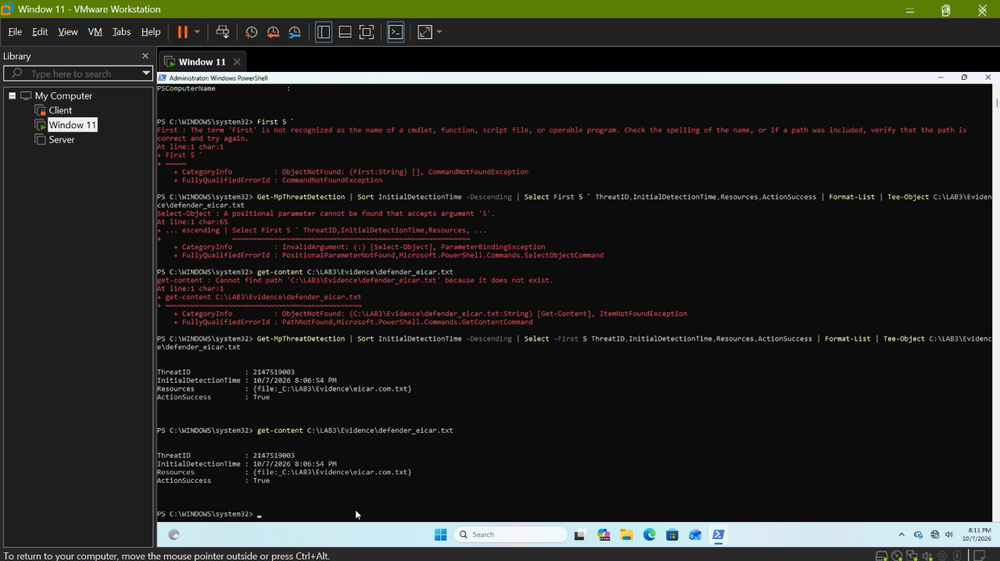 Window 11 - VMware Workstation
File Edit View VM Tabs Help
Library
Type here to search
My Computer
Client
Window 11
Server
Window 11
Administrator: Windows PowerShell
PSComputerName :
PS C:\WINDOWS\system32> First 5 `
First : The term 'First' is not recognized as the name of a cmdlet, function, script file, or operable program. Check the spelling of the name, or if a path was included, verify that the path is
correct and try again.
At line:1 char:1
+ First 5 `
+ ~~~~~
+ CategoryInfo : ObjectNotFound: (First:String) [], CommandNotFoundException
+ FullyQualifiedErrorId : CommandNotFoundException
PS C:\WINDOWS\system32> Get-MpThreatDetection | Sort InitialDetectionTime -Descending | Select First 5 ` ThreatID,InitialDetectionTime,Resources,ActionSuccess | Format-List | Tee-Object C:\LAB3\Eviden
ce\defender_eicar.txt
Select-Object : A positional parameter cannot be found that accepts argument '5'.
At line:1 char:65
+ ... escending | Select First 5 ` ThreatID,InitialDetectionTime,Resources, ...
+ ~~~~~~~~~~~~~~~~~~~~~~~~~~~~~~~~~~~~~~~~~~~~~~~~~~~~~~~~~
+ CategoryInfo : InvalidArgument: (:) [Select-Object], ParameterBindingException
+ FullyQualifiedErrorId : PositionalParameterNotFound,Microsoft.PowerShell.Commands.SelectObjectCommand
PS C:\WINDOWS\system32> get-content C:\LAB3\Evidence\defender_eicar.txt
get-content : Cannot find path 'C:\LAB3\Evidence\defender_eicar.txt' because it does not exist.
At line:1 char:1
+ get-content C:\LAB3\Evidence\defender_eicar.txt
+ ~~~~~~~~~~~~~~~~~~~~~~~~~~~~~~~~~~~~~~~~~~~~~~~
+ CategoryInfo : ObjectNotFound: (C:\LAB3\Evidence\defender_eicar.txt:String) [Get-Content], ItemNotFoundException
+ FullyQualifiedErrorId : PathNotFound,Microsoft.PowerShell.Commands.GetContentCommand
PS C:\WINDOWS\system32> Get-MpThreatDetection | Sort InitialDetectionTime -Descending | Select -First 5 ThreatID,InitialDetectionTime,Resources,ActionSuccess | Format-List | Tee-Object C:\LAB3\Evidenc
e\defender_eicar.txt
ThreatID : 2147519003
InitialDetectionTime : 10/7/2026 8:06:54 PM
Resources : {file:_C:\LAB3\Evidence\eicar.com.txt}
ActionSuccess : True
PS C:\WINDOWS\system32> get-content C:\LAB3\Evidence\defender_eicar.txt
ThreatID : 2147519003
InitialDetectionTime : 10/7/2026 8:06:54 PM
Resources : {file:_C:\LAB3\Evidence\eicar.com.txt}
ActionSuccess : True
PS C:\WINDOWS\system32> _
Search
8:11 PM
10/7/2026
To return to your computer, move the mouse pointer outside or press Ctrl+Alt.